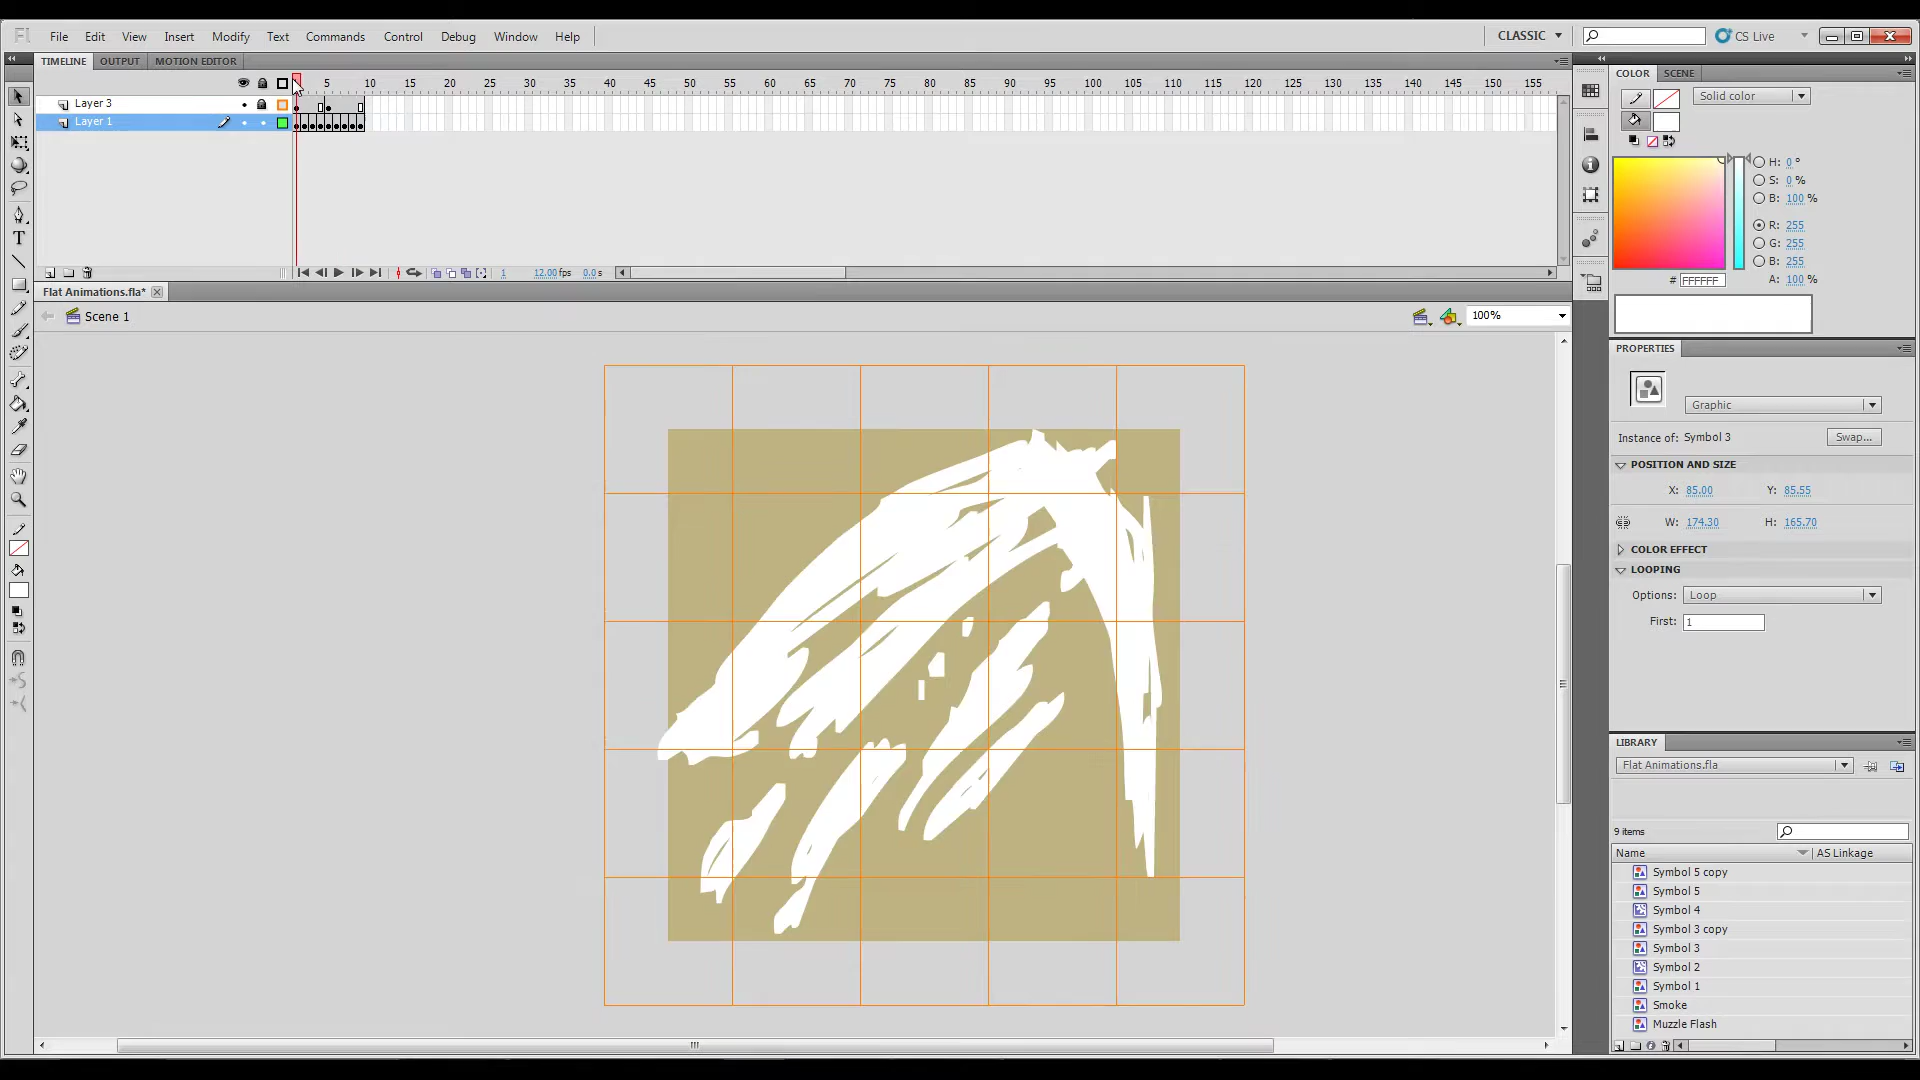 Fl File Edit View Insert Modify Text Commands Control Debug Window Help CLASSIC CS Live
TIMELINE OUTPUT MOTION EDITOR
5 10 15 20 25 30 35 40 45 50 55 60 65 70 75 80 85 90 95 100 105 110 115 120 125 130 135 140 145 150 155
Layer 3
Layer 1
1 12.00 fps 0.0 s
Flat Animations.fla*
Scene 1
100%
COLOR SCENE
Solid color
H: 0 °
S: 0 %
B: 100 %
R: 255
G: 255
B: 255
# FFFFFF A: 100 %
PROPERTIES
Graphic
Instance of: Symbol 3 Swap...
POSITION AND SIZE
X: 85.00 Y: 85.55
W: 174.30 H: 165.70
COLOR EFFECT
LOOPING
Options: Loop
First: 1
LIBRARY
Flat Animations.fla
9 items
Name AS Linkage
Symbol 5 copy
Symbol 5
Symbol 4
Symbol 3 copy
Symbol 3
Symbol 2
Symbol 1
Smoke
Muzzle Flash